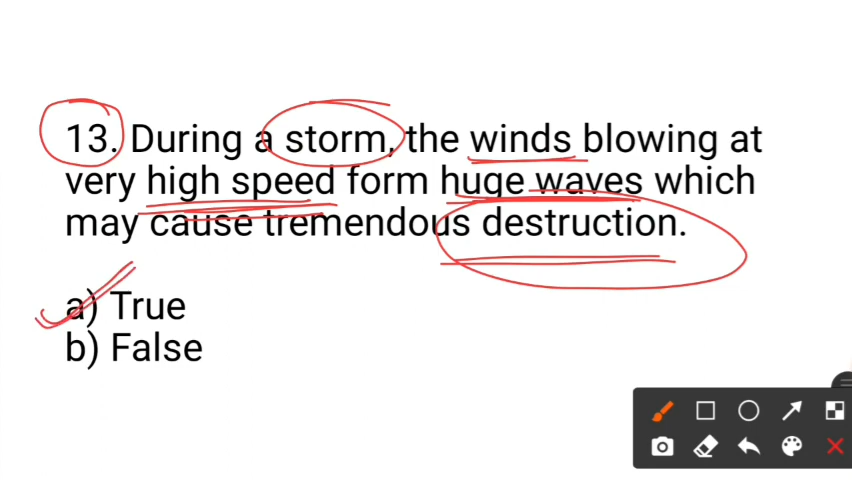 13. During a storm, the winds blowing at
very high speed form huge waves which
may cause tremendous destruction.
a) True
b) False